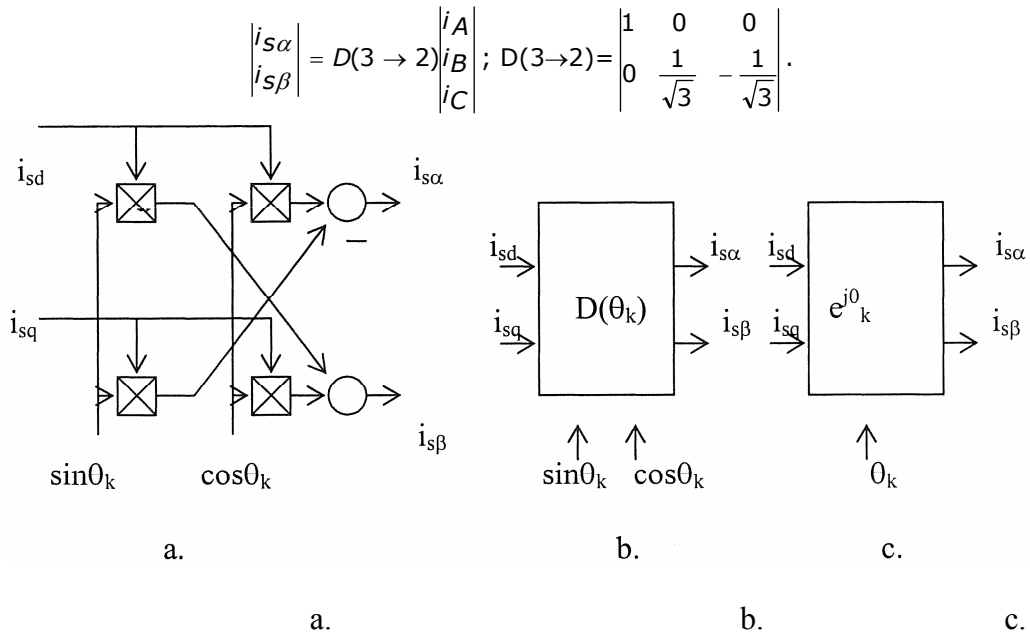 |isα| = D(3 → 2) |iA| ; D(3→2)= |1 0 0| .
|isβ| |iB| |0 1/√3 − 1/√3|
|iC|
isd isα
−
isq
isβ
sinθk cosθk
isd isα isd isα
D(θk) e^j0 k
isq isβ isq isβ
sinθk cosθk θk
a. b. c.
a. b. c.